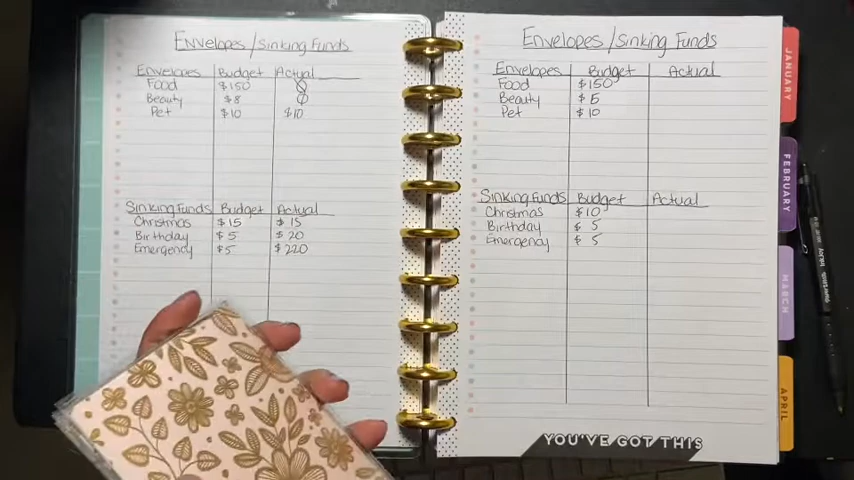 Envelopes/Sinking Funds
Envelopes Budget Actual
Food $150
Beauty $8
Pet $10 $10
Sinking Funds Budget Actual
Christmas $15 $15
Birthday $5 $20
Emergency $5 $220
Envelopes/Sinking Funds
Envelopes Budget Actual
Food $150
Beauty $5
Pet $10
Sinking Funds Budget Actual
Christmas $10
Birthday $5
Emergency $5
YOU'VE GOT THIS
JANUARY
FEBRUARY
MARCH
APRIL